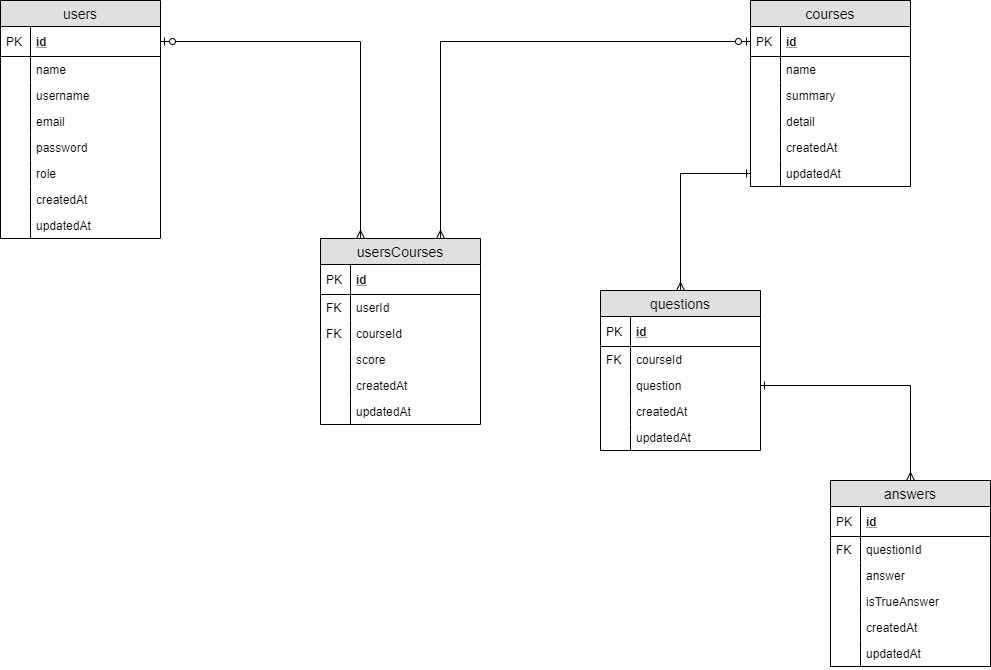 users
PK id
name
username
email
password
role
createdAt
updatedAt
courses
PK id
name
summary
detail
createdAt
updatedAt
usersCourses
PK id
FK userId
FK courseId
score
createdAt
updatedAt
questions
PK id
FK courseId
question
createdAt
updatedAt
answers
PK id
FK questionId
answer
isTrueAnswer
createdAt
updatedAt